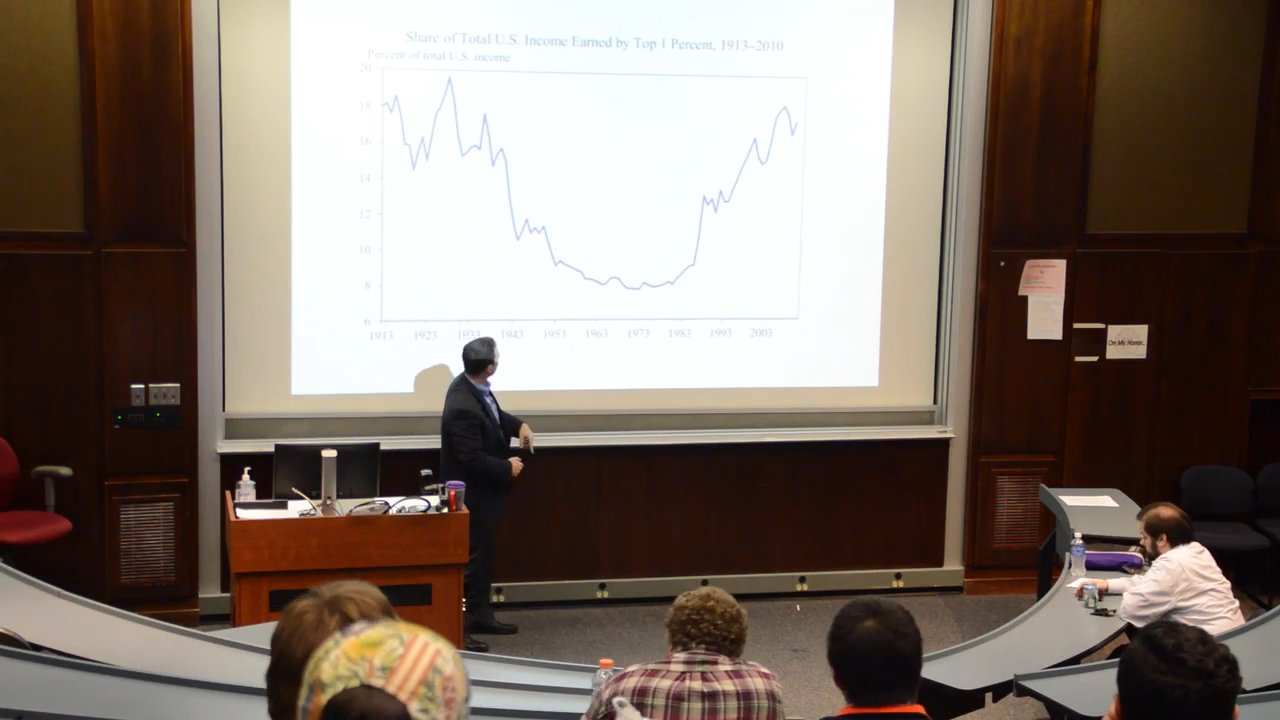 Share of Total U.S. Income Earned by Top 1 Percent, 1913–2010
Percent of total U.S. income
20
18
16
14
12
10
8
6
1913 1923 1933 1943 1953 1963 1973 1983 1993 2003
On My Honor...